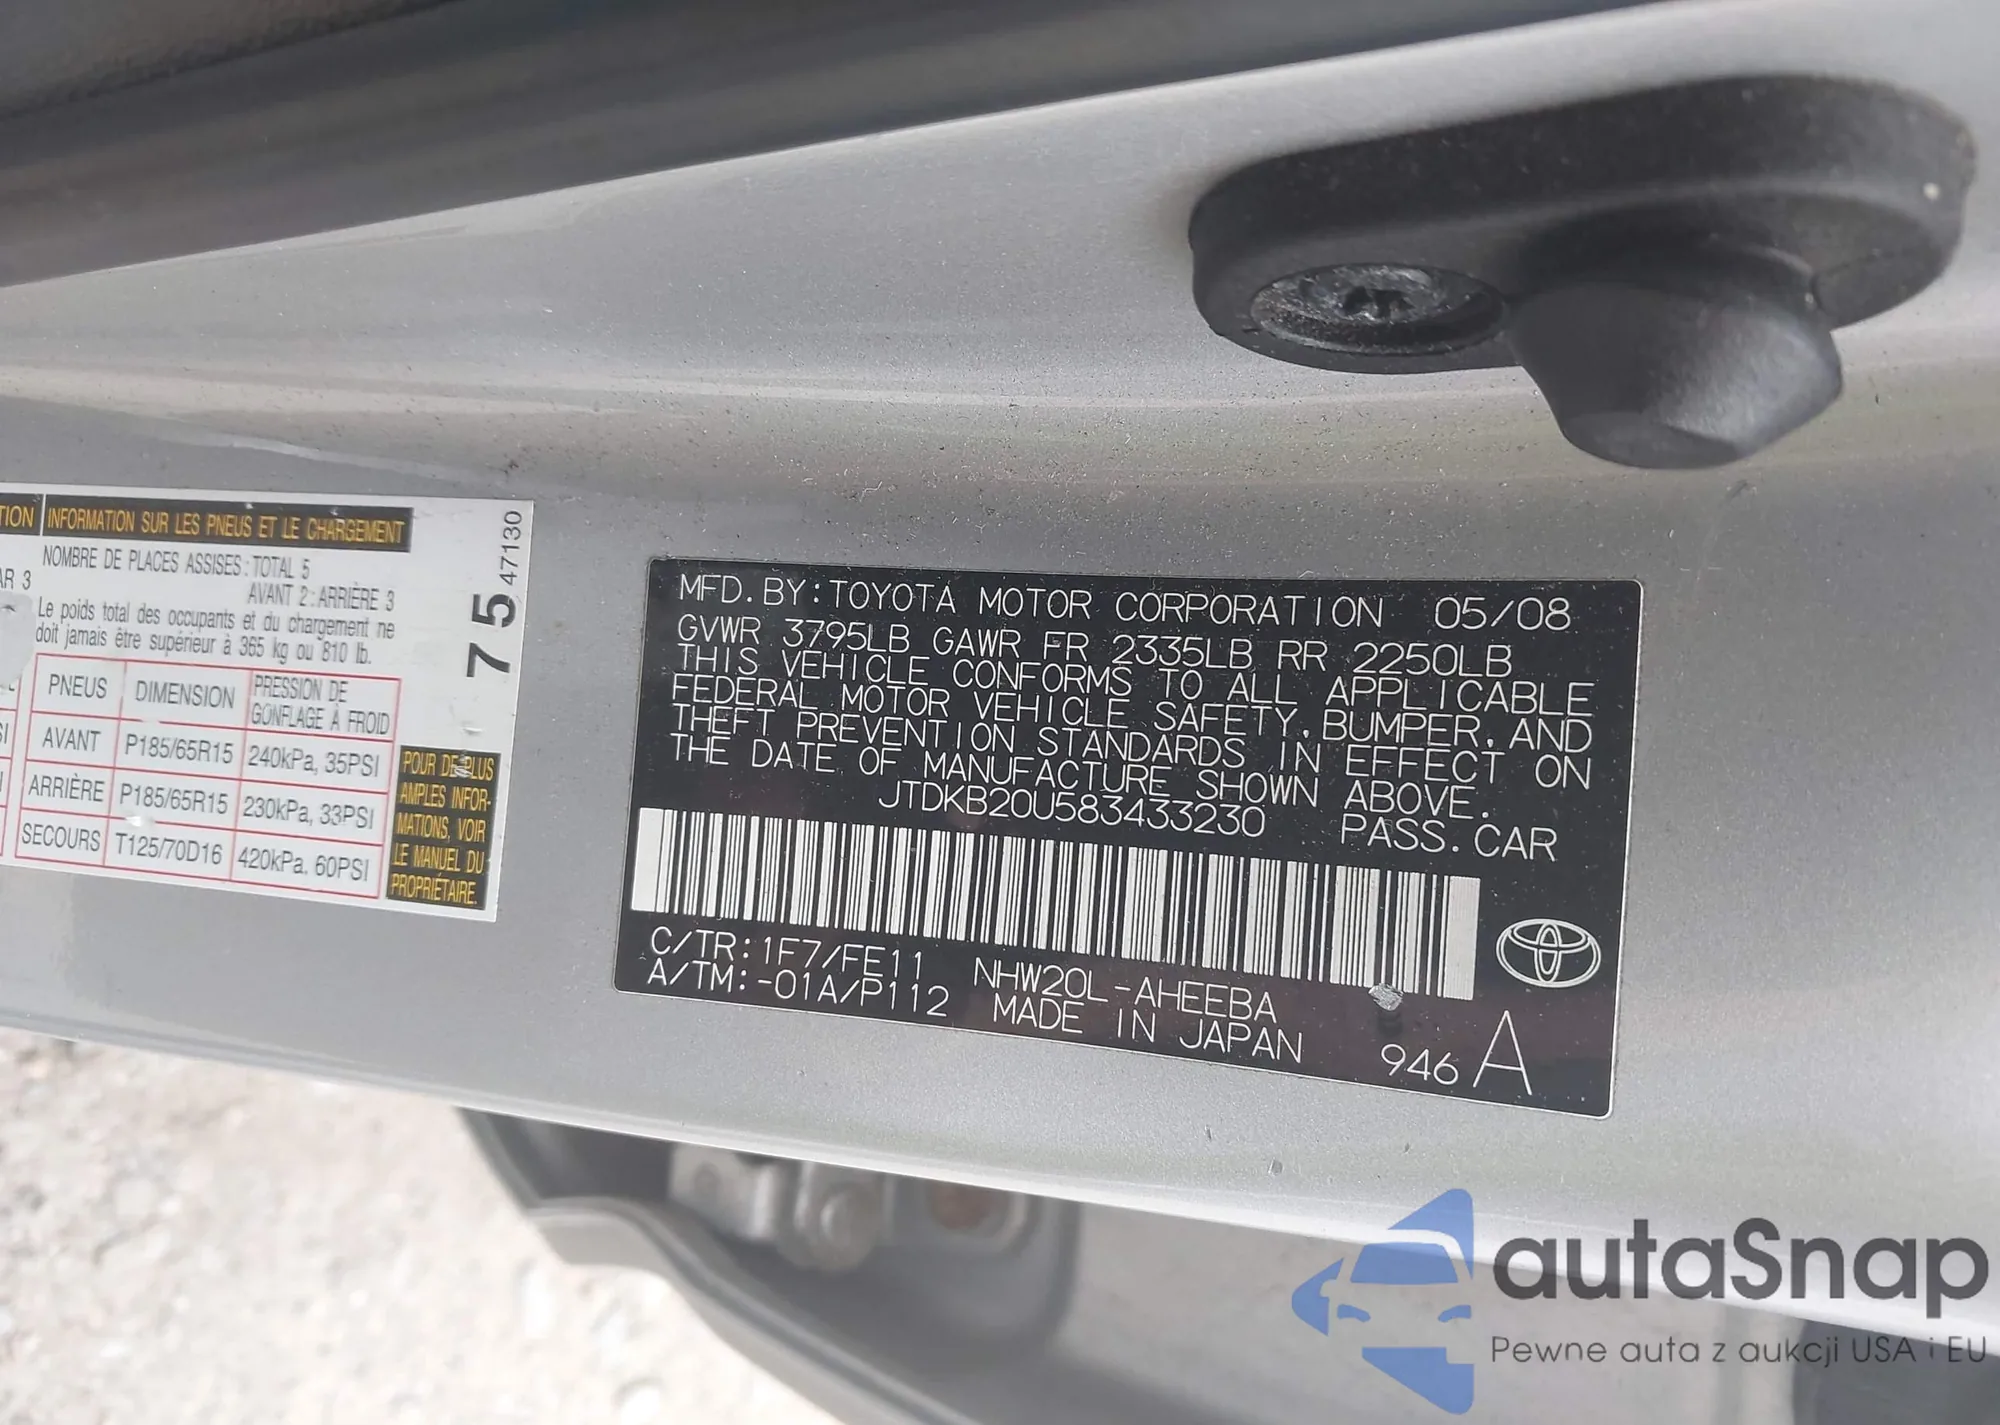 TION
INFORMATION SUR LES PNEUS ET LE CHARGEMENT
NOMBRE DE PLACES ASSISES : TOTAL 5
AR 3
AVANT 2 : ARRIÈRE 3
Le poids total des occupants et du chargement ne
doit jamais être supérieur à 365 kg ou 810 lb.
PNEUS DIMENSION PRESSION DE GONFLAGE À FROID
AVANT P185/65R15 240kPa, 35PSI
ARRIÈRE P185/65R15 230kPa, 33PSI
SECOURS T125/70D16 420kPa. 60PSI
POUR DE PLUS
AMPLES INFOR-
MATIONS, VOIR
LE MANUEL DU
PROPRIÉTAIRE.
75 47130
MFD. BY: TOYOTA MOTOR CORPORATION 05/08
GVWR 3795LB GAWR FR 2335LB RR 2250LB
THIS VEHICLE CONFORMS TO ALL APPLICABLE
FEDERAL MOTOR VEHICLE SAFETY, BUMPER, AND
THEFT PREVENTION STANDARDS IN EFFECT ON
THE DATE OF MANUFACTURE SHOWN ABOVE.
JTDKB20U583433230 PASS. CAR
C/TR: 1F7/FE11 NHW20L-AHEEBA
A/TM: -01A/P112 MADE IN JAPAN
946 A
autaSnap
Pewne auta z aukcji USA i EU